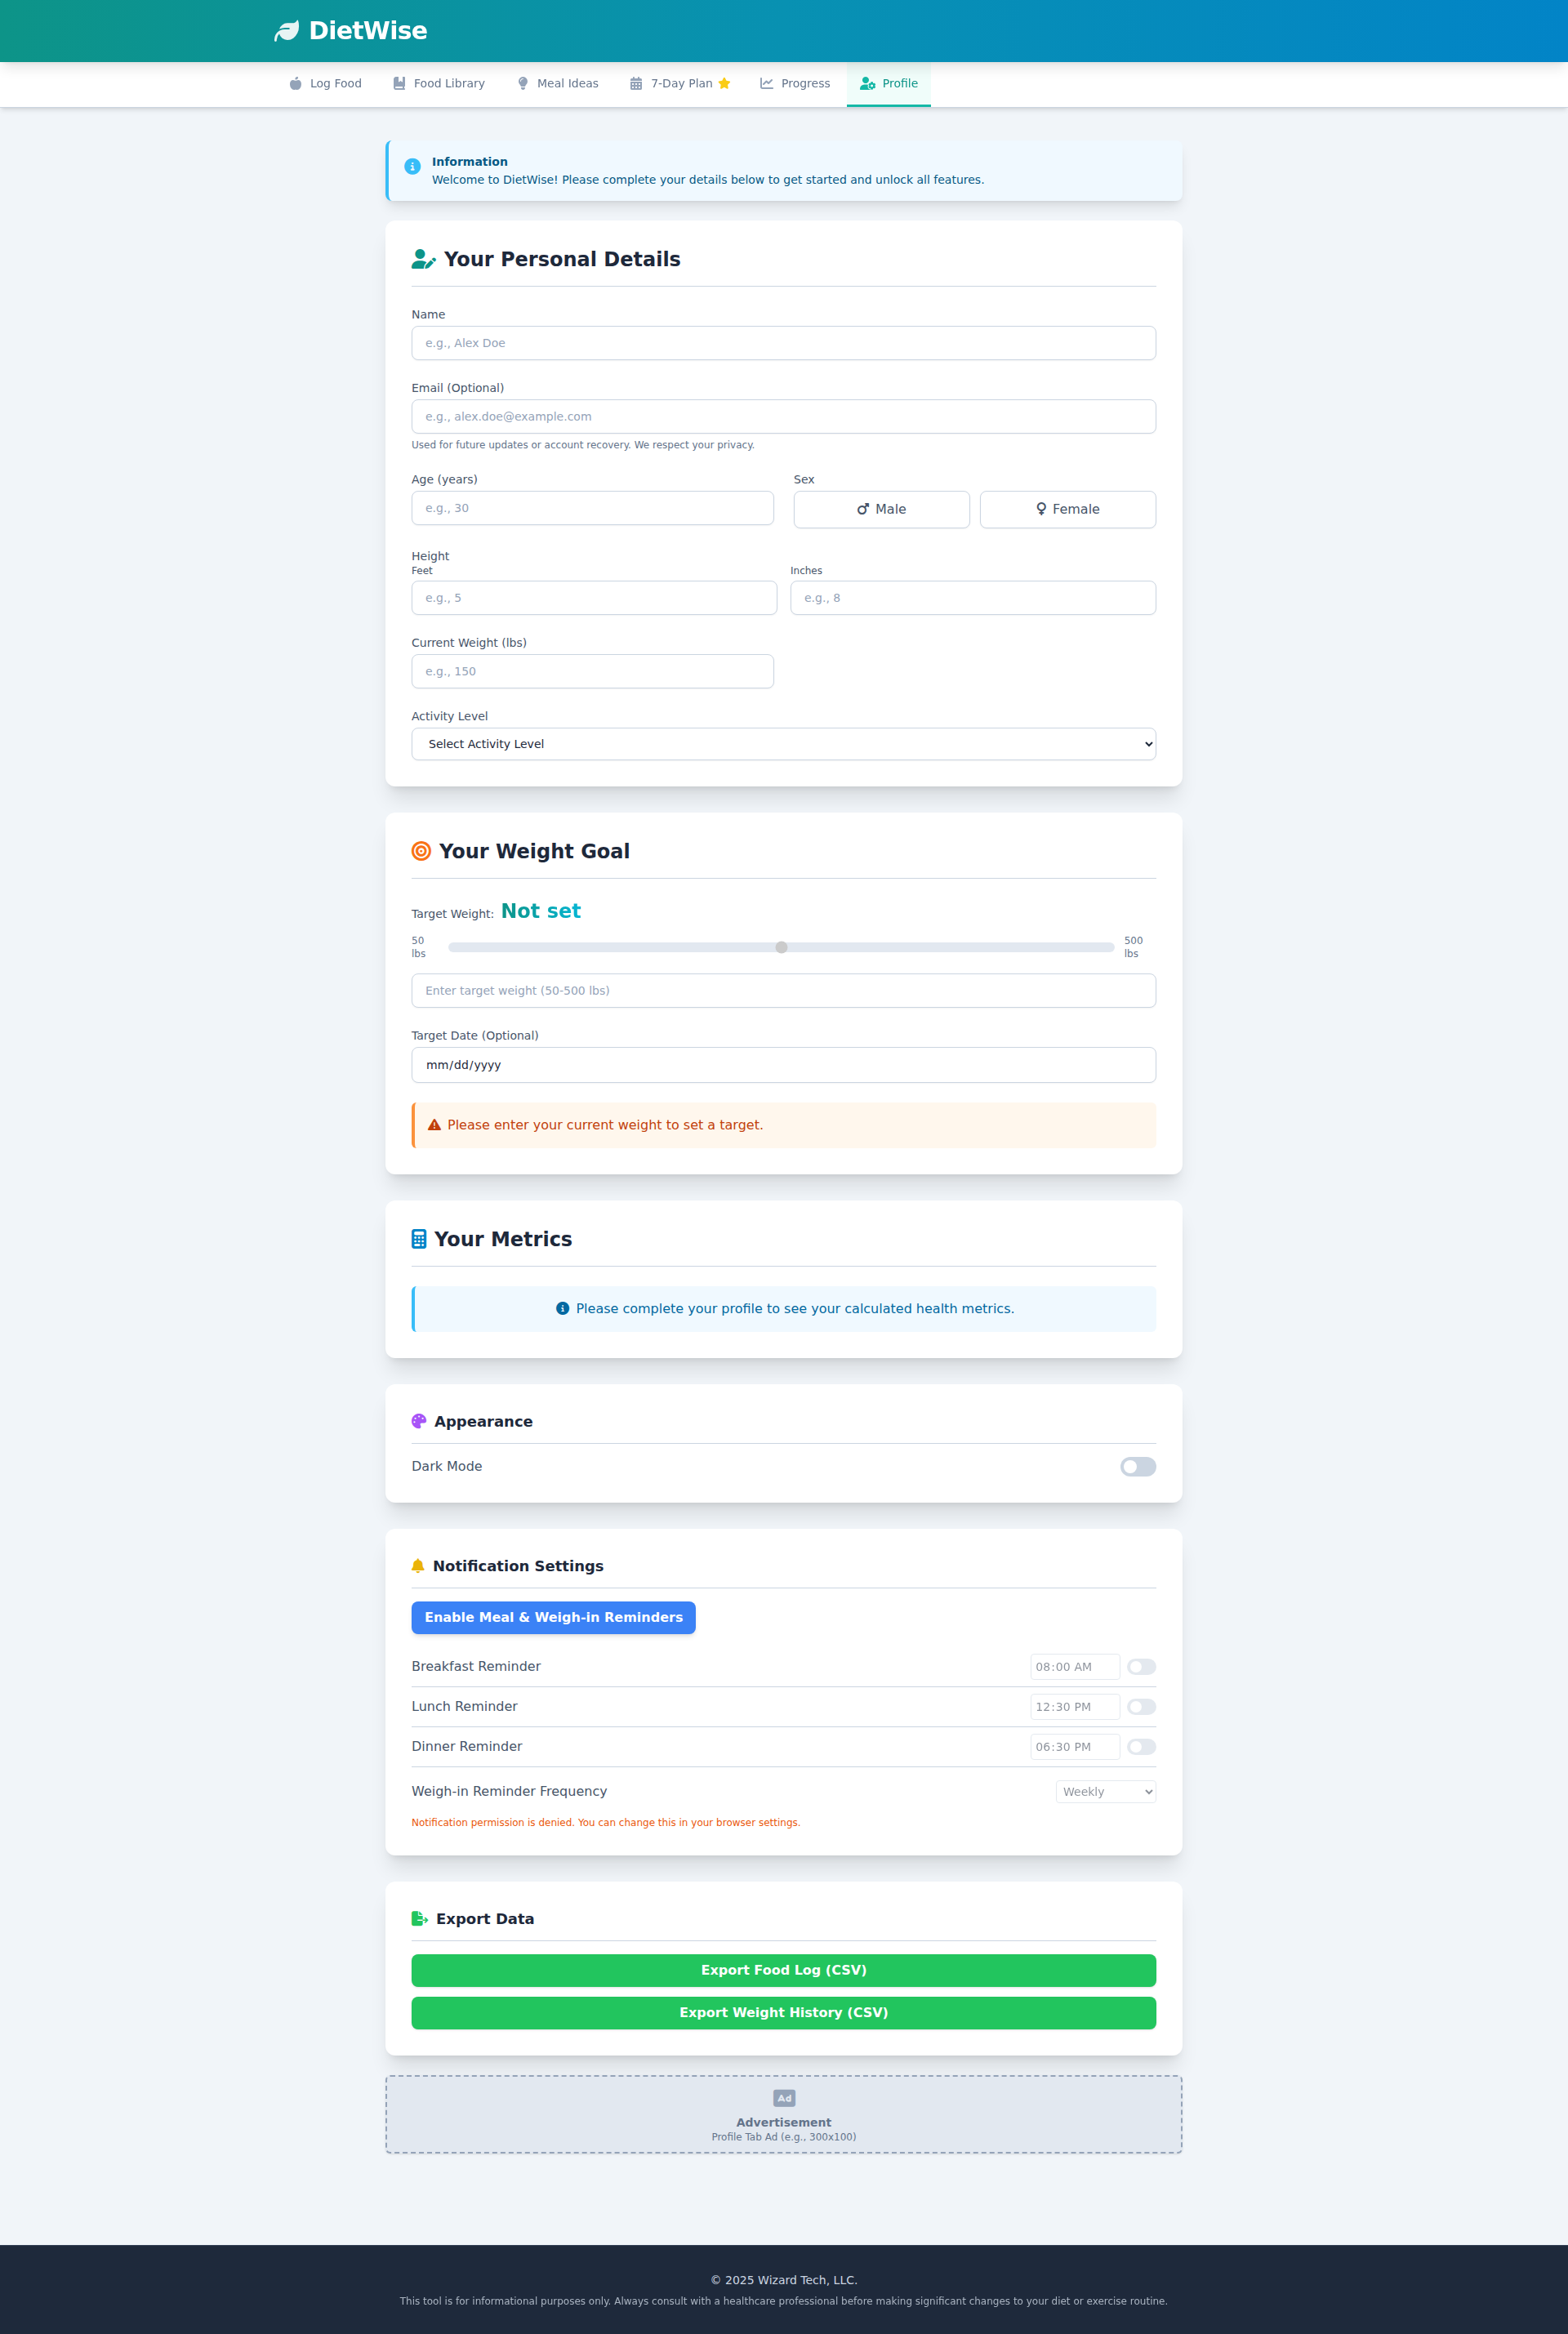 DietWise
Log Food
Food Library
Meal Ideas
7-Day Plan
Progress
Profile
Information
Welcome to DietWise! Please complete your details below to get started and unlock all features.
Your Personal Details
Name
e.g., Alex Doe
Email (Optional)
e.g., alex.doe@example.com
Used for future updates or account recovery. We respect your privacy.
Age (years)
e.g., 30
Sex
Male
Female
Height
Feet
e.g., 5
Inches
e.g., 8
Current Weight (lbs)
e.g., 150
Activity Level
Select Activity Level
Your Weight Goal
Target Weight: Not set
50
lbs
500
lbs
Enter target weight (50-500 lbs)
Target Date (Optional)
mm/dd/yyyy
Please enter your current weight to set a target.
Your Metrics
Please complete your profile to see your calculated health metrics.
Appearance
Dark Mode
Notification Settings
Enable Meal & Weigh-in Reminders
Breakfast Reminder
08:00 AM
Lunch Reminder
12:30 PM
Dinner Reminder
06:30 PM
Weigh-in Reminder Frequency
Weekly
Notification permission is denied. You can change this in your browser settings.
Export Data
Export Food Log (CSV)
Export Weight History (CSV)
Ad
Advertisement
Profile Tab Ad (e.g., 300x100)
© 2025 Wizard Tech, LLC.
This tool is for informational purposes only. Always consult with a healthcare professional before making significant changes to your diet or exercise routine.